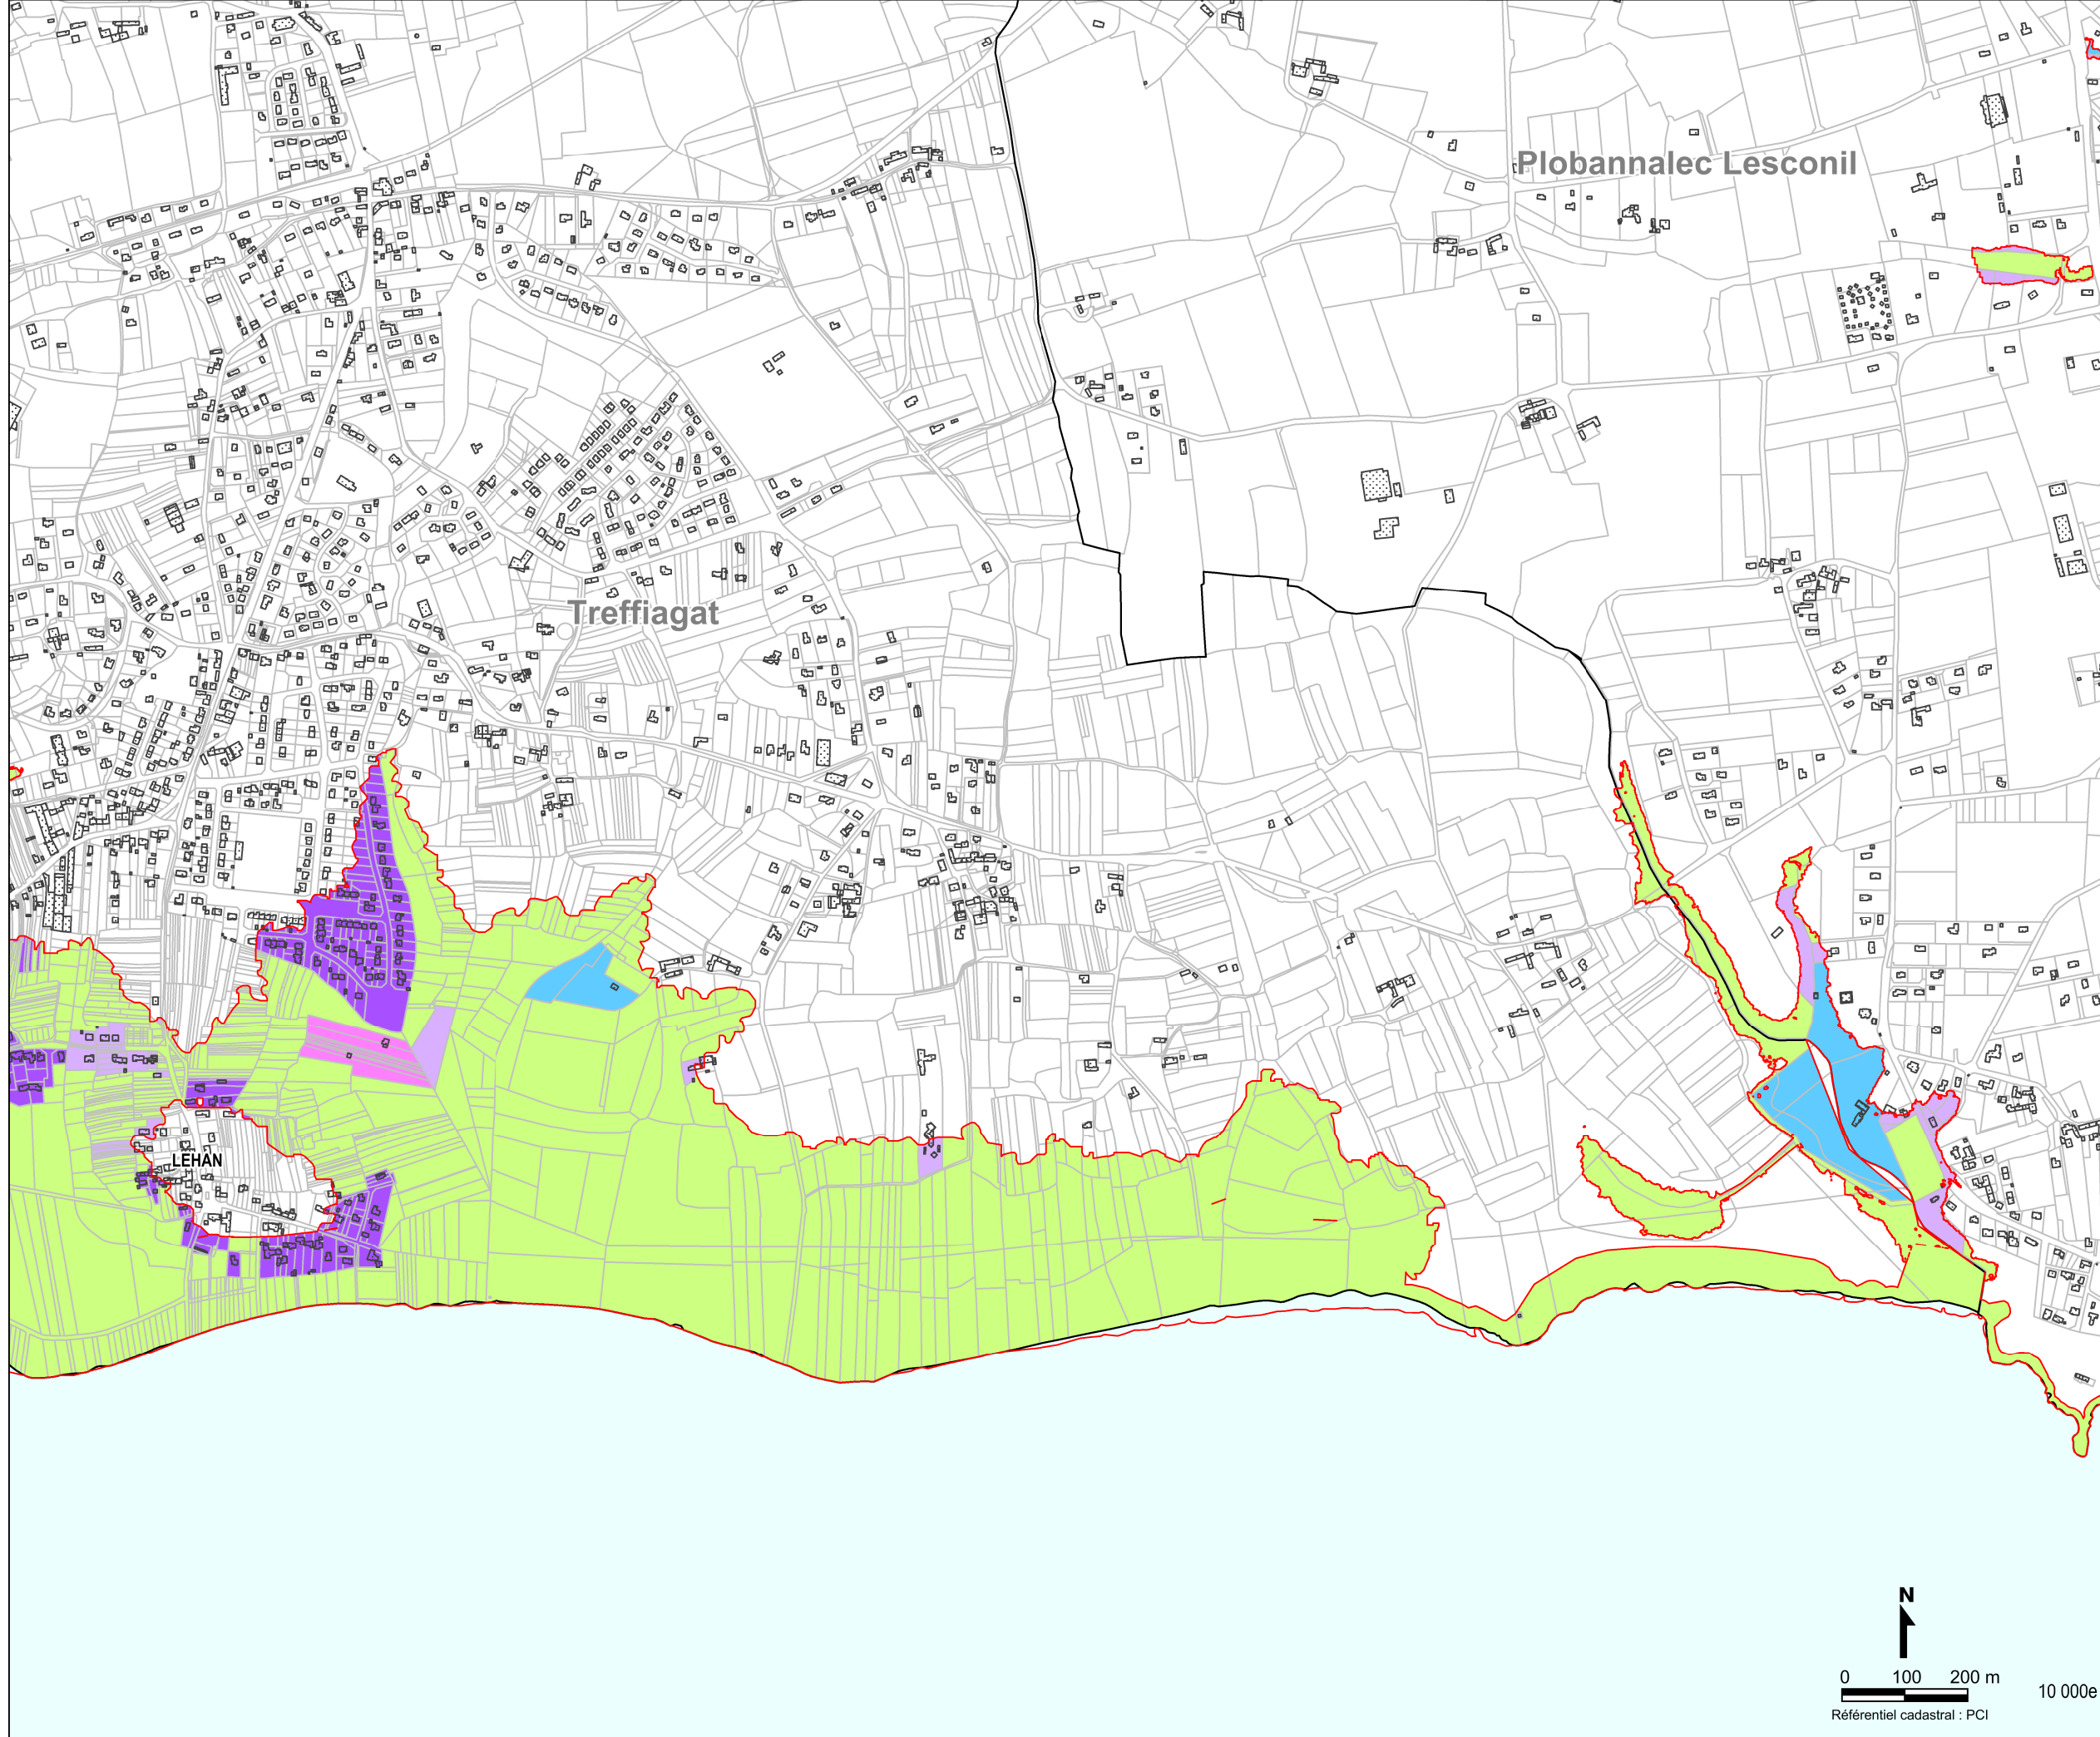 Plobannalec Lesconil
Treffiagat
LEHAN
N
0 100 200 m
10 000e
Référentiel cadastral : PCI